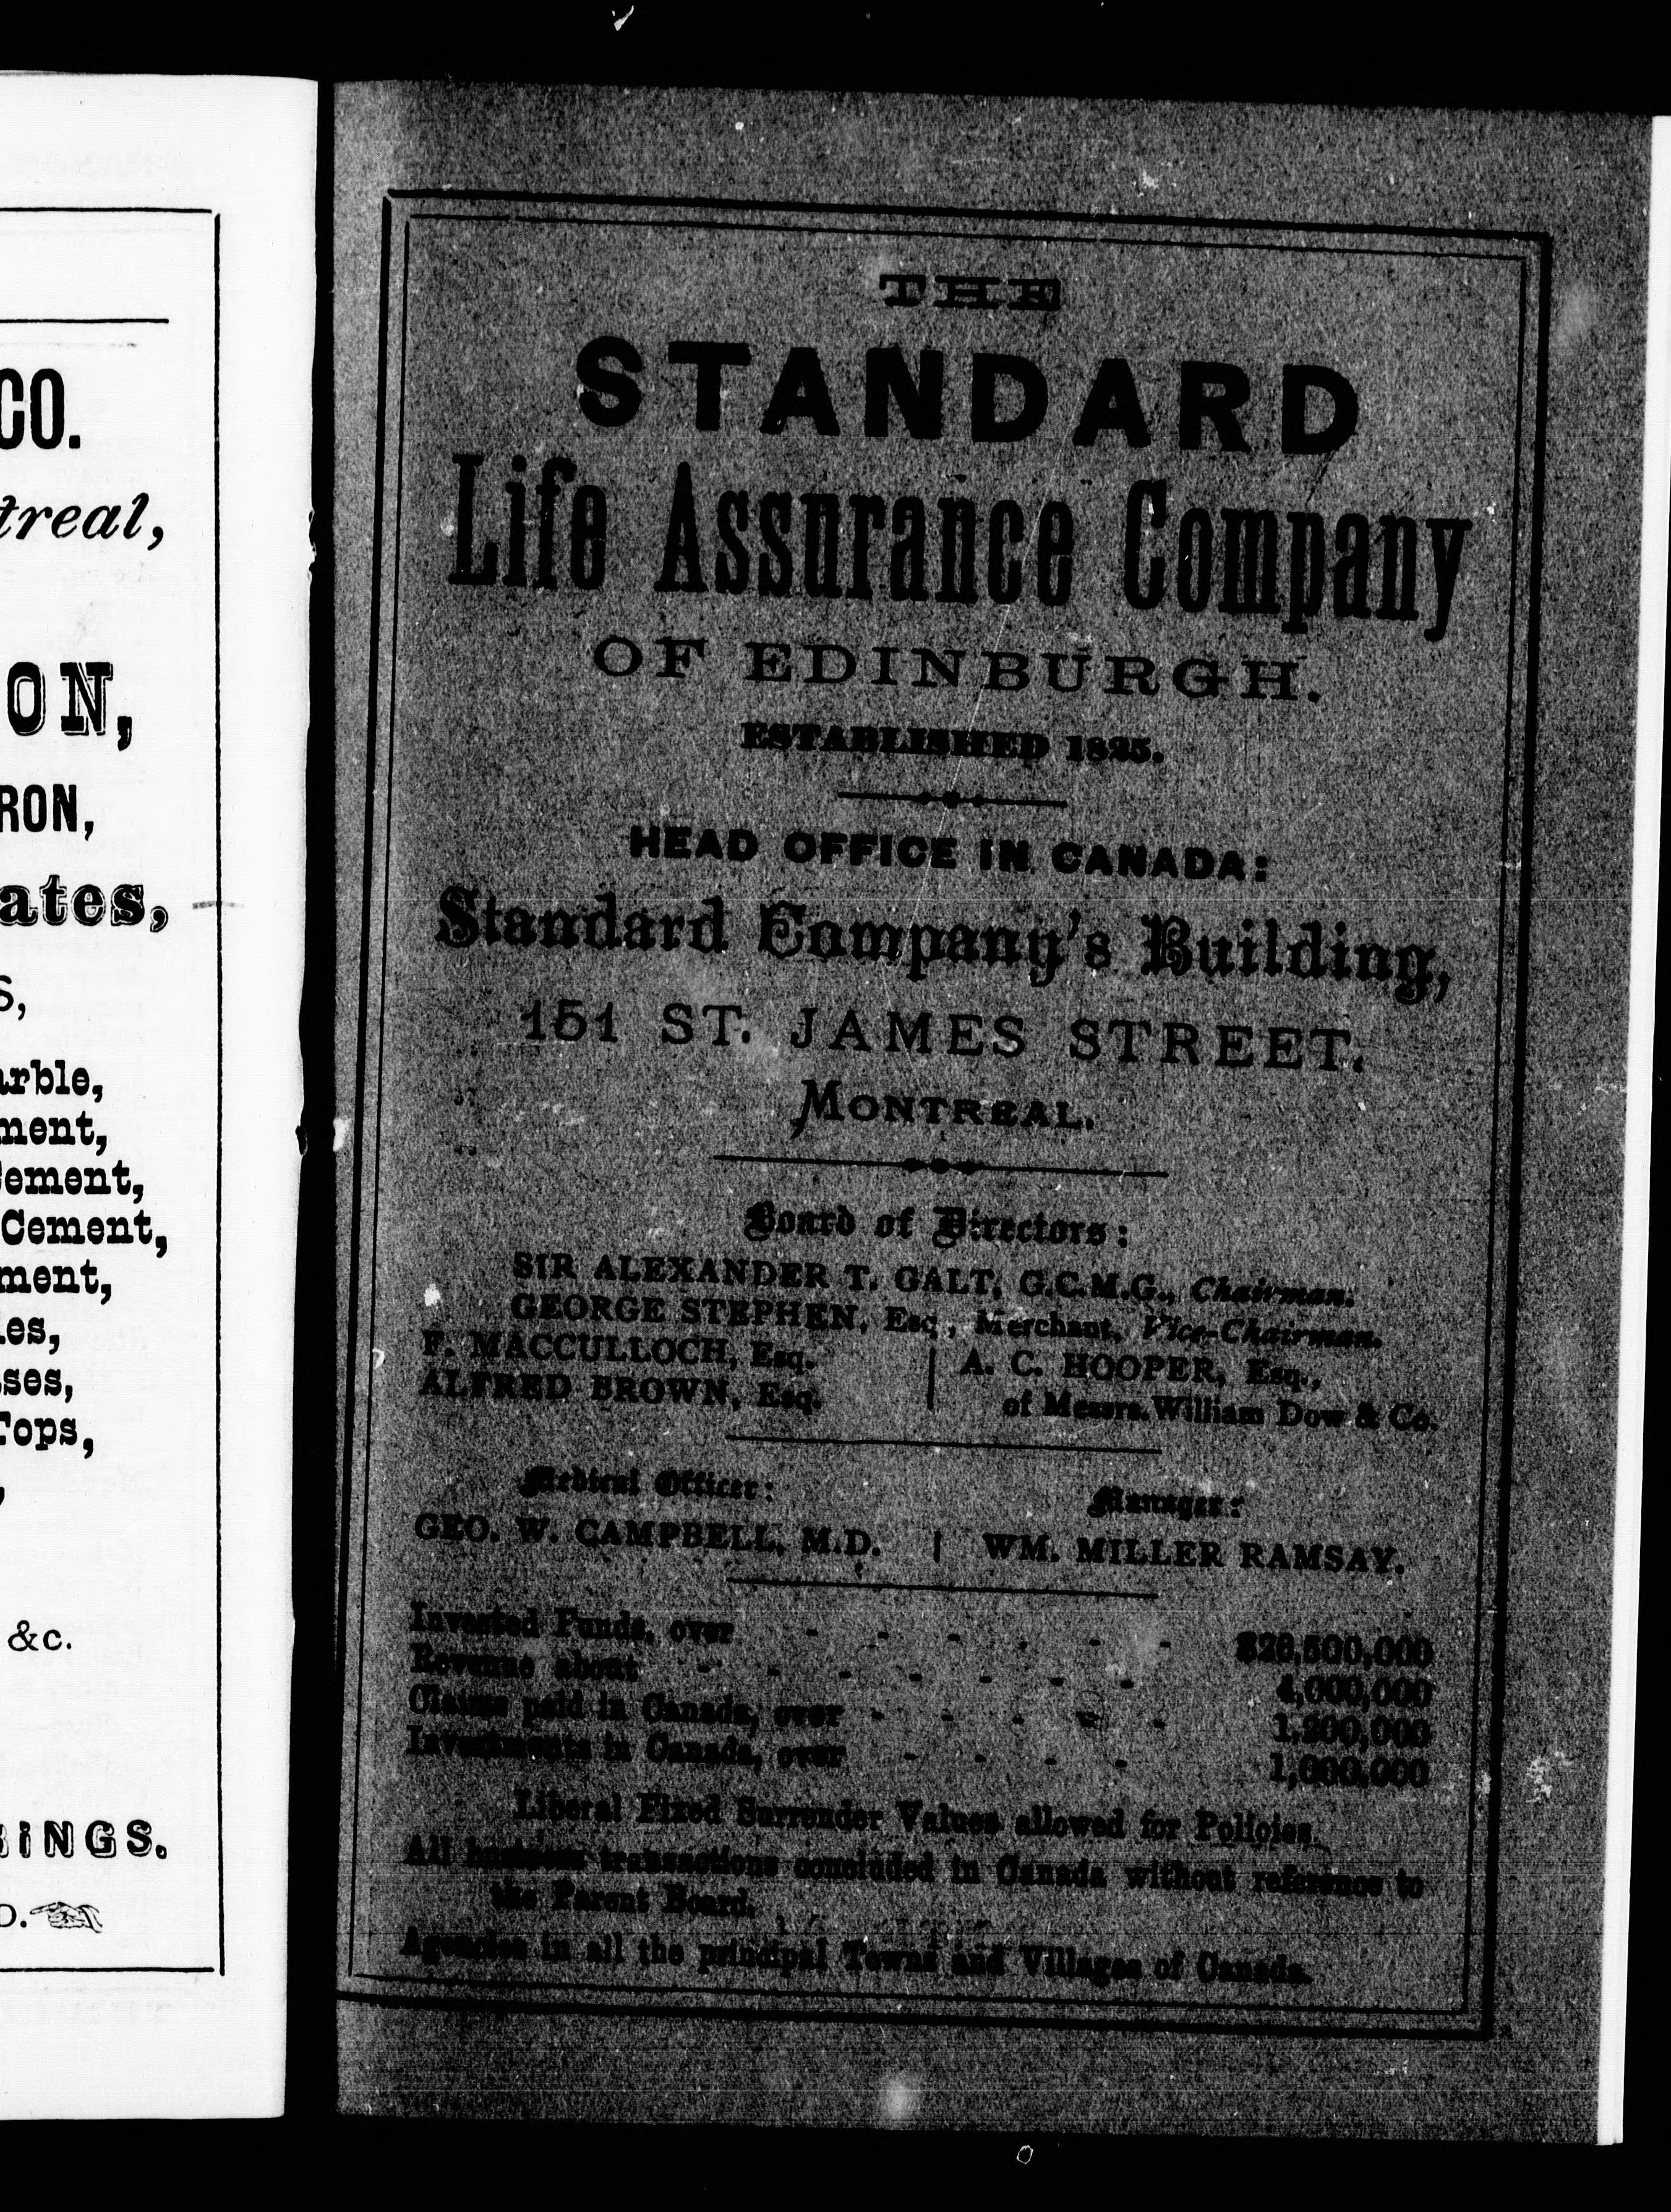 CO.
treal,
ON,
RON,
ates,
S,
arble,
ment,
Cement,
Cement,
ment,
les,
ses,
Tops,
&c.
RINGS.
O.
THE
STANDARD
Life Assurance Company
OF EDINBURGH.
ESTABLISHED 1825.
HEAD OFFICE IN CANADA:
Standard Company's Building,
151 ST. JAMES STREET.
MONTREAL.
Board of Directors:
SIR ALEXANDER T. GALT, G.C.M.G., Chairman.
GEORGE STEPHEN, Esq., Merchant, Vice-Chairman.
F. MACCULLOCH, Esq. | A. C. HOOPER, Esq.,
ALFRED BROWN, Esq. | of Messrs. William Dow & Co.
Medical Officer: Manager:
GEO. W. CAMPBELL, M.D. | WM. MILLER RAMSAY.
Invested Funds, over - - - - - - ,500,000
Revenue about - - - - - - - 4,000,000
Claims paid in Canada, over - - - - - 1,200,000
Investments in Canada, over - - - - 1,000,000
Liberal Fixed Surrender Values allowed for Policies.
All business transactions concluded in Canada without reference to
the Parent Board.
Agencies in all the principal Towns and Villages of Canada.